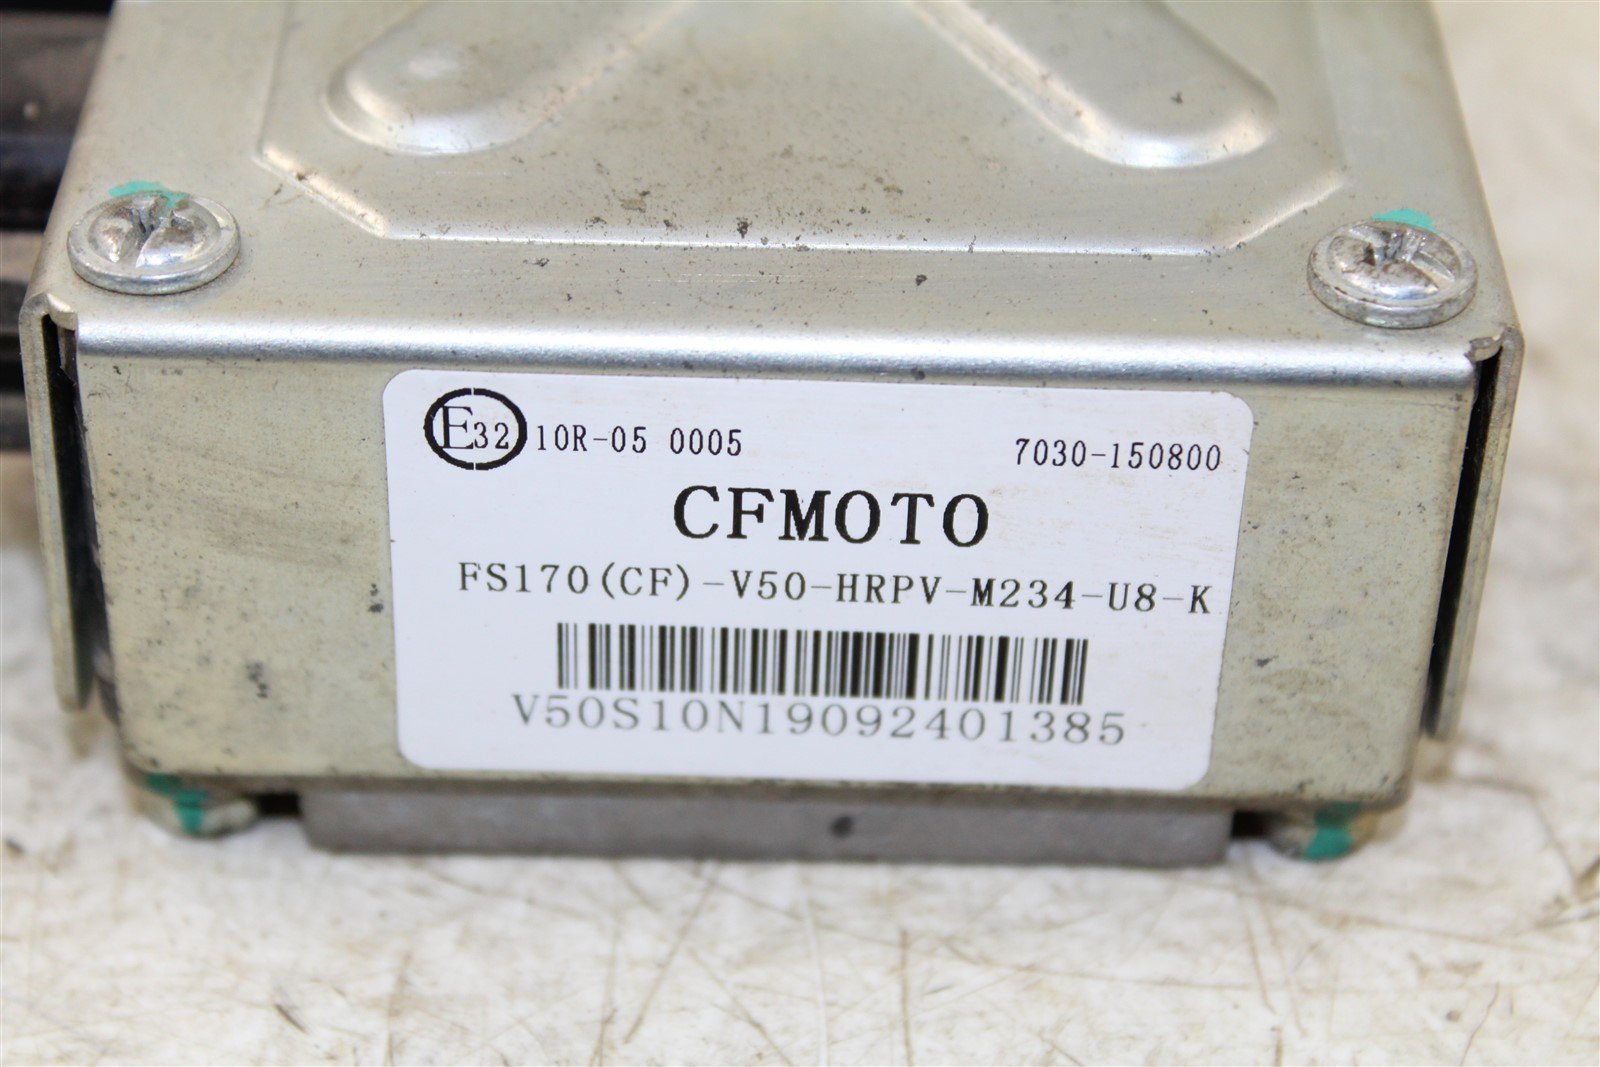 E32 10R-05 0005 7030-150800
CFMOTO
FS170(CF)-V50-HRPV-M234-U8-K
V50S10N19092401385